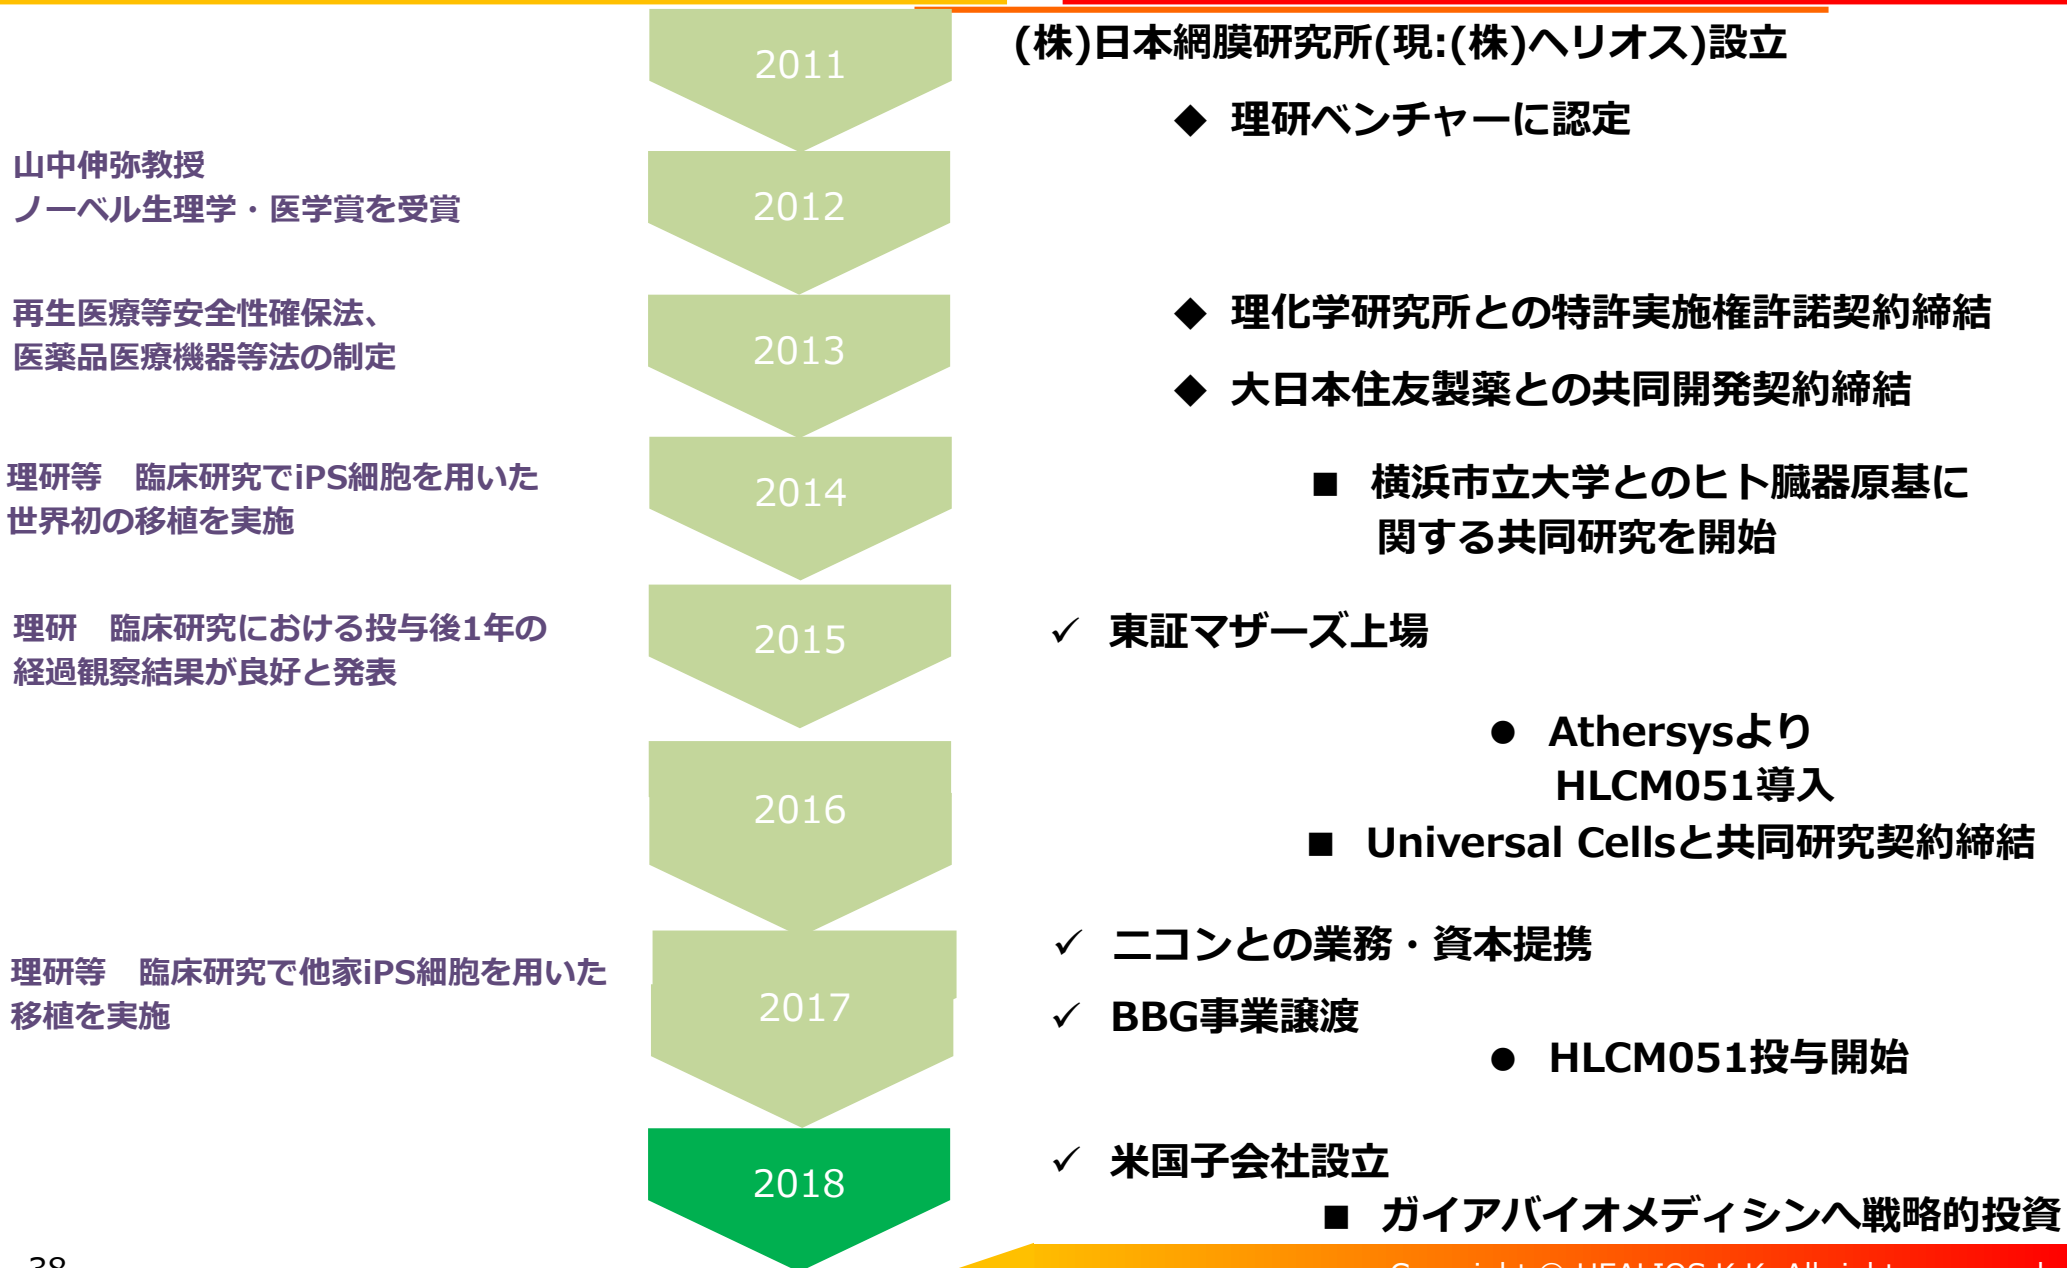 2011
(株)日本網膜研究所(現:(株)ヘリオス)設立
◆ 理研ベンチャーに認定
山中伸弥教授
ノーベル生理学・医学賞を受賞
2012
再生医療等安全性確保法、
医薬品医療機器等法の制定
2013
◆ 理化学研究所との特許実施権許諾契約締結
◆ 大日本住友製薬との共同開発契約締結
理研等　臨床研究でiPS細胞を用いた
世界初の移植を実施
2014
■ 横浜市立大学とのヒト臓器原基に
関する共同研究を開始
理研　臨床研究における投与後1年の
経過観察結果が良好と発表
2015
✓ 東証マザーズ上場
2016
● Athersysより
HLCM051導入
■ Universal Cellsと共同研究契約締結
理研等　臨床研究で他家iPS細胞を用いた
移植を実施
2017
✓ ニコンとの業務・資本提携
✓ BBG事業譲渡
● HLCM051投与開始
2018
✓ 米国子会社設立
■ ガイアバイオメディシンへ戦略的投資
38